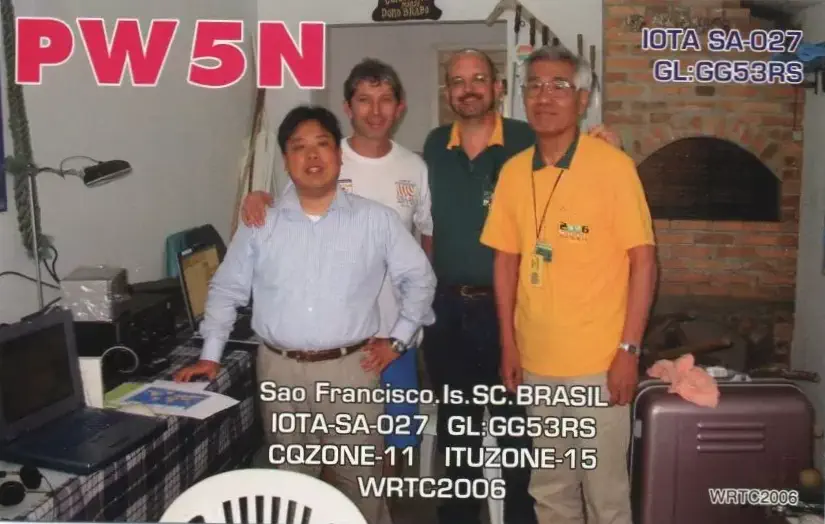 PW5N
IOTA SA-027
GL:GG53RS
Sao Francisco.Is.SC.BRASIL
IOTA-SA-027 GL:GG53RS
CQZONE-11 ITUZONE-15
WRTC2006
WRTC2006
2006